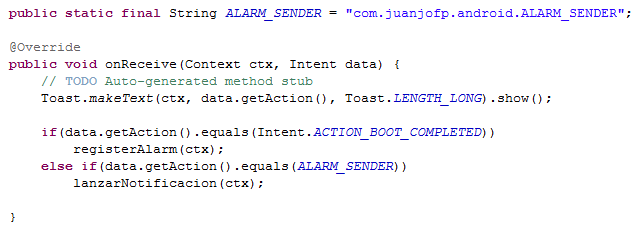 public static final String ALARM_SENDER = "com.juanjofp.android.ALARM_SENDER";
@Override
public void onReceive(Context ctx, Intent data) {
// TODO Auto-generated method stub
Toast.makeText(ctx, data.getAction(), Toast.LENGTH_LONG).show();
if(data.getAction().equals(Intent.ACTION_BOOT_COMPLETED))
registerAlarm(ctx);
else if(data.getAction().equals(ALARM_SENDER))
lanzarNotificacion(ctx);
}